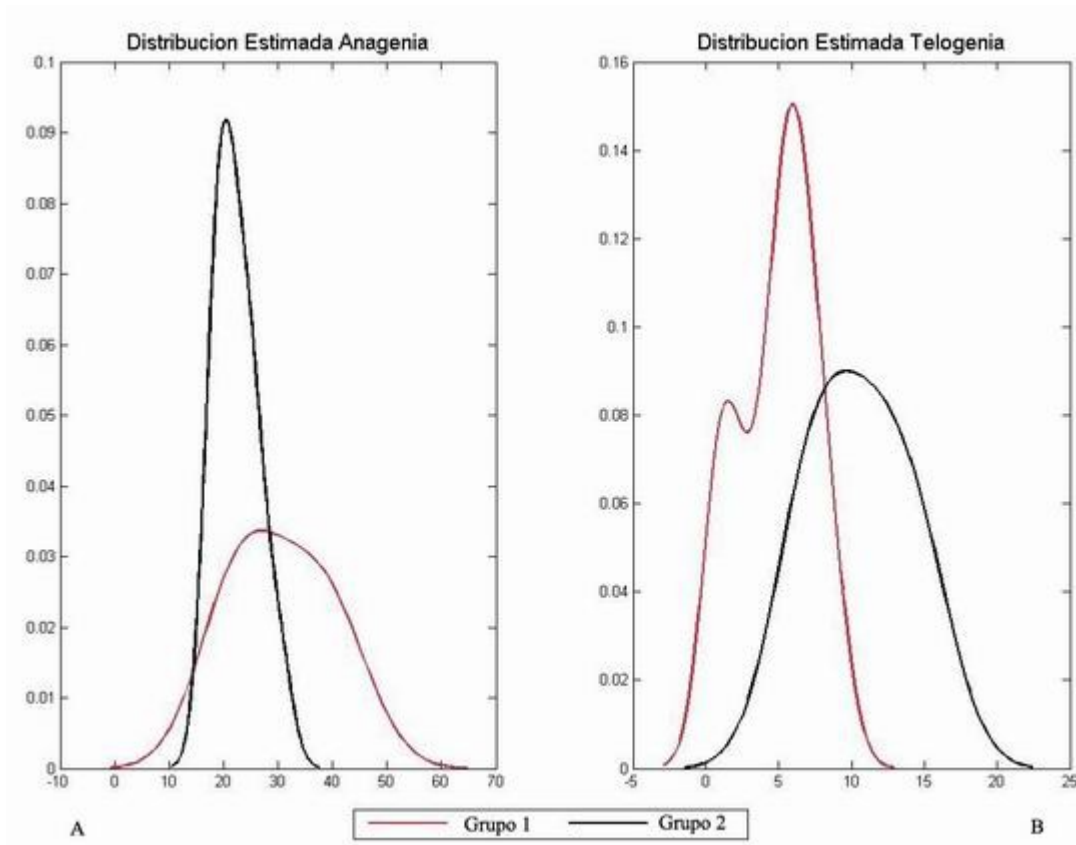 Distribucion Estimada Anagenia
0.1
0.09
0.08
0.07
0.06
0.05
0.04
0.03
0.02
0.01
0
-10 0 10 20 30 40 50 60 70
A
Distribucion Estimada Telogenia
0.16
0.14
0.12
0.1
0.08
0.06
0.04
0.02
0
-5 0 5 10 15 20 25
B
Grupo 1 Grupo 2